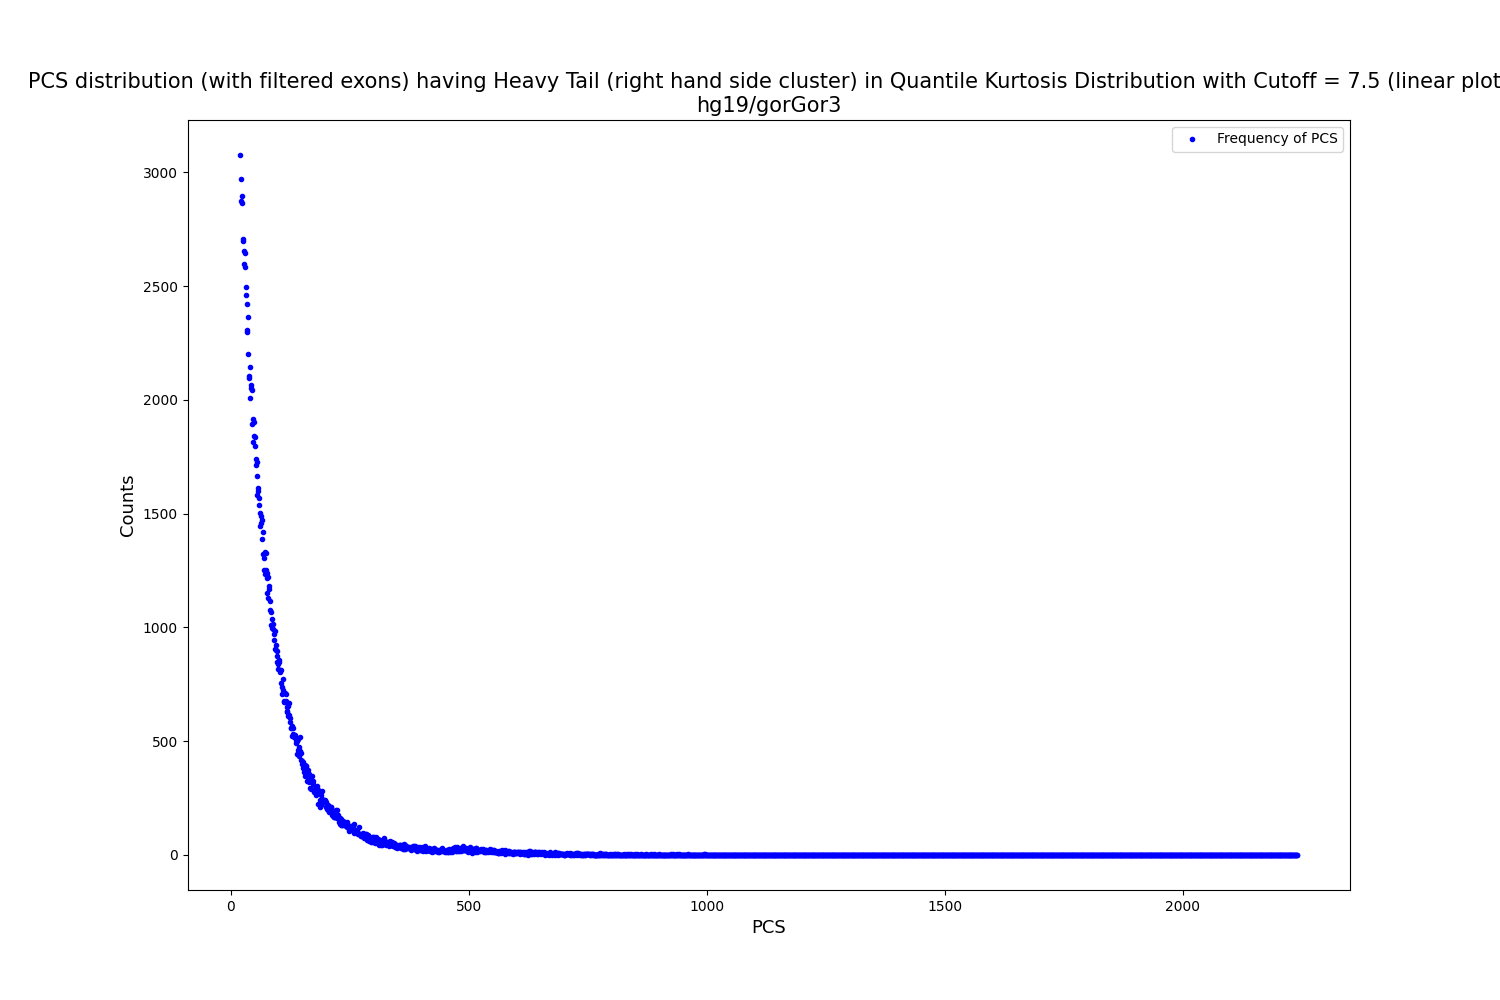 PCS distribution (with filtered exons) having Heavy Tail (right hand side cluster) in Quantile Kurtosis Distribution with Cutoff = 7.5 (linear plot
hg19/gorGor3
Frequency of PCS
3000
2500
2000
1500
1000
500
0
Counts
0
500
1000
1500
2000
PCS